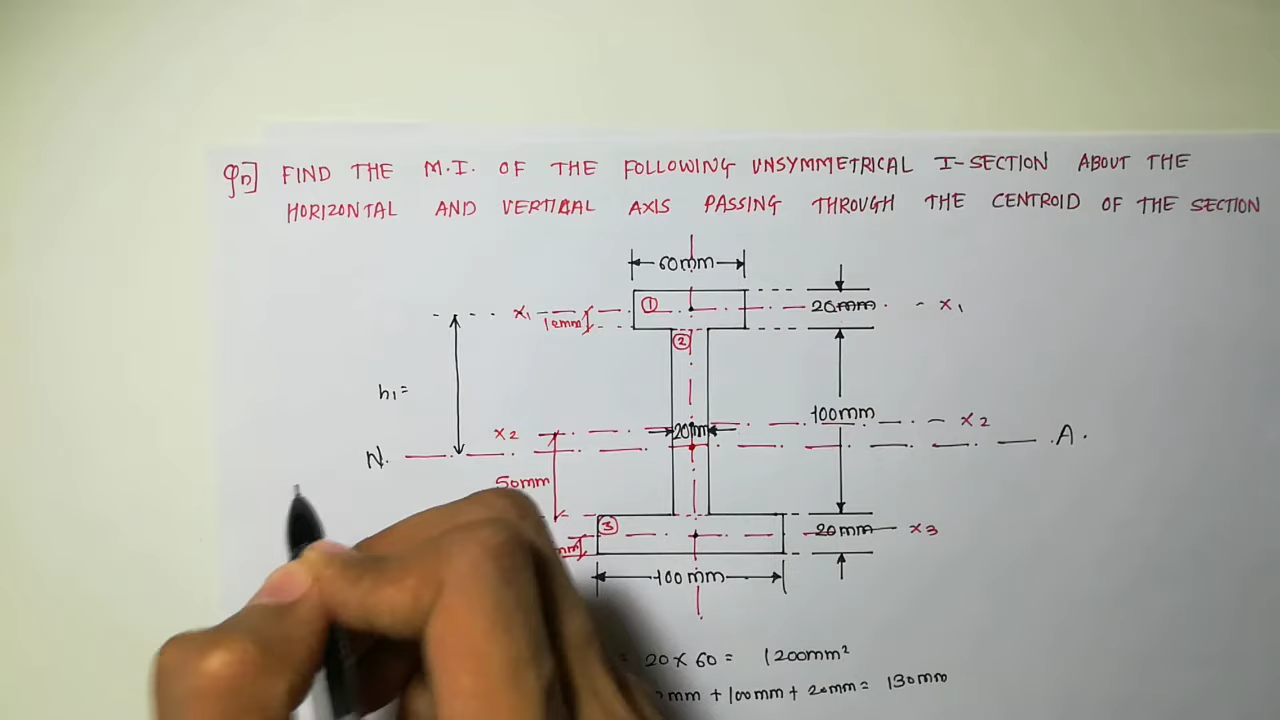 Qn] FIND THE M.I. OF THE FOLLOWING UNSYMMETRICAL I-SECTION ABOUT THE
HORIZONTAL AND VERTICAL AXIS PASSING THROUGH THE CENTROID OF THE SECTION
60mm
① 20mm
x₁ x₁
10mm
②
h₁=
100mm
x₂ 20mm x₂
N. A.
50mm
③ 20mm x₃
100mm
= 20 × 60 = 1200mm²
mm + 100mm + 20mm = 130mm